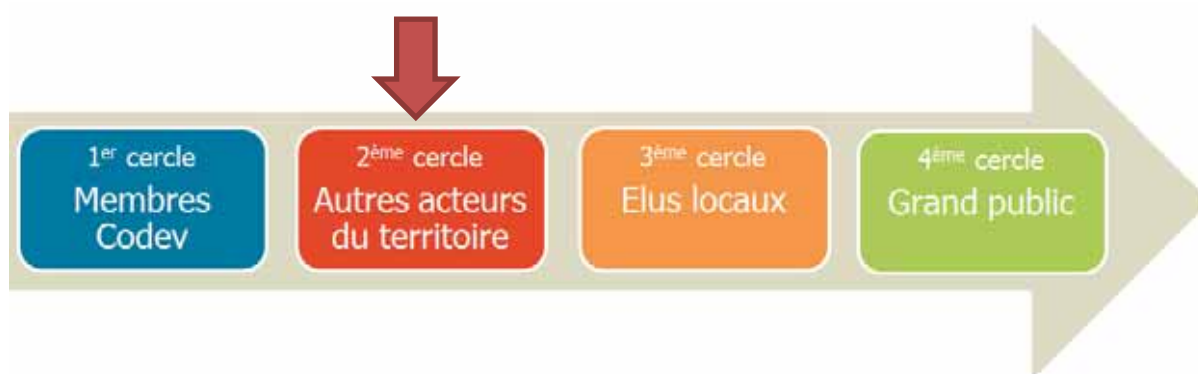 1er cercle
Membres
Codev
2ème cercle
Autres acteurs
du territoire
3ème cercle
Elus locaux
4ème cercle
Grand public